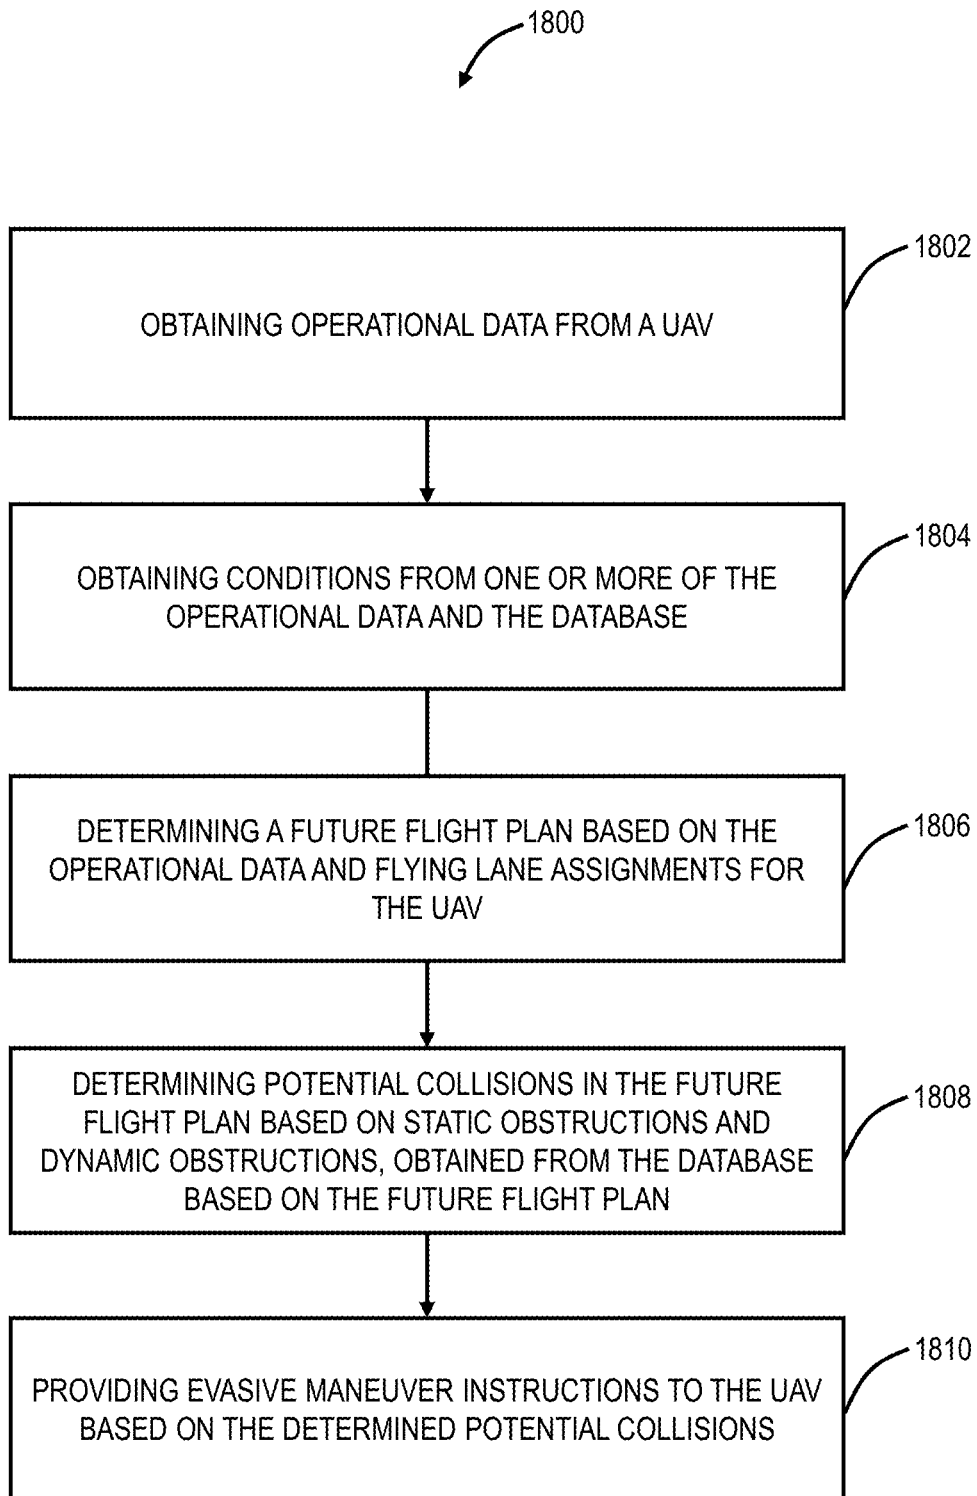 1800
1802
OBTAINING OPERATIONAL DATA FROM A UAV
1804
OBTAINING CONDITIONS FROM ONE OR MORE OF THE
OPERATIONAL DATA AND THE DATABASE
1806
DETERMINING A FUTURE FLIGHT PLAN BASED ON THE
OPERATIONAL DATA AND FLYING LANE ASSIGNMENTS FOR
THE UAV
1808
DETERMINING POTENTIAL COLLISIONS IN THE FUTURE
FLIGHT PLAN BASED ON STATIC OBSTRUCTIONS AND
DYNAMIC OBSTRUCTIONS, OBTAINED FROM THE DATABASE
BASED ON THE FUTURE FLIGHT PLAN
1810
PROVIDING EVASIVE MANEUVER INSTRUCTIONS TO THE UAV
BASED ON THE DETERMINED POTENTIAL COLLISIONS